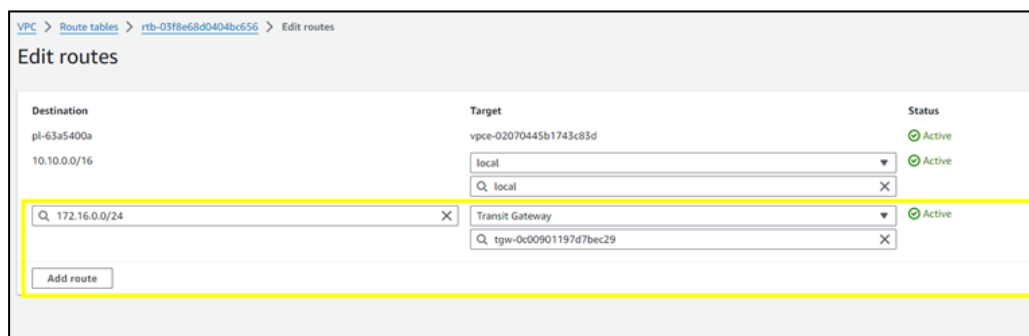 VPC > Route tables > rtb-03f8e68d0404bc656 > Edit routes
Edit routes
Destination Target Status
pl-63a5400a vpce-02070445b1743c83d Active
10.10.0.0/16 local Active
local
172.16.0.0/24 Transit Gateway Active
tgw-0c00901197d7bec29
Add route